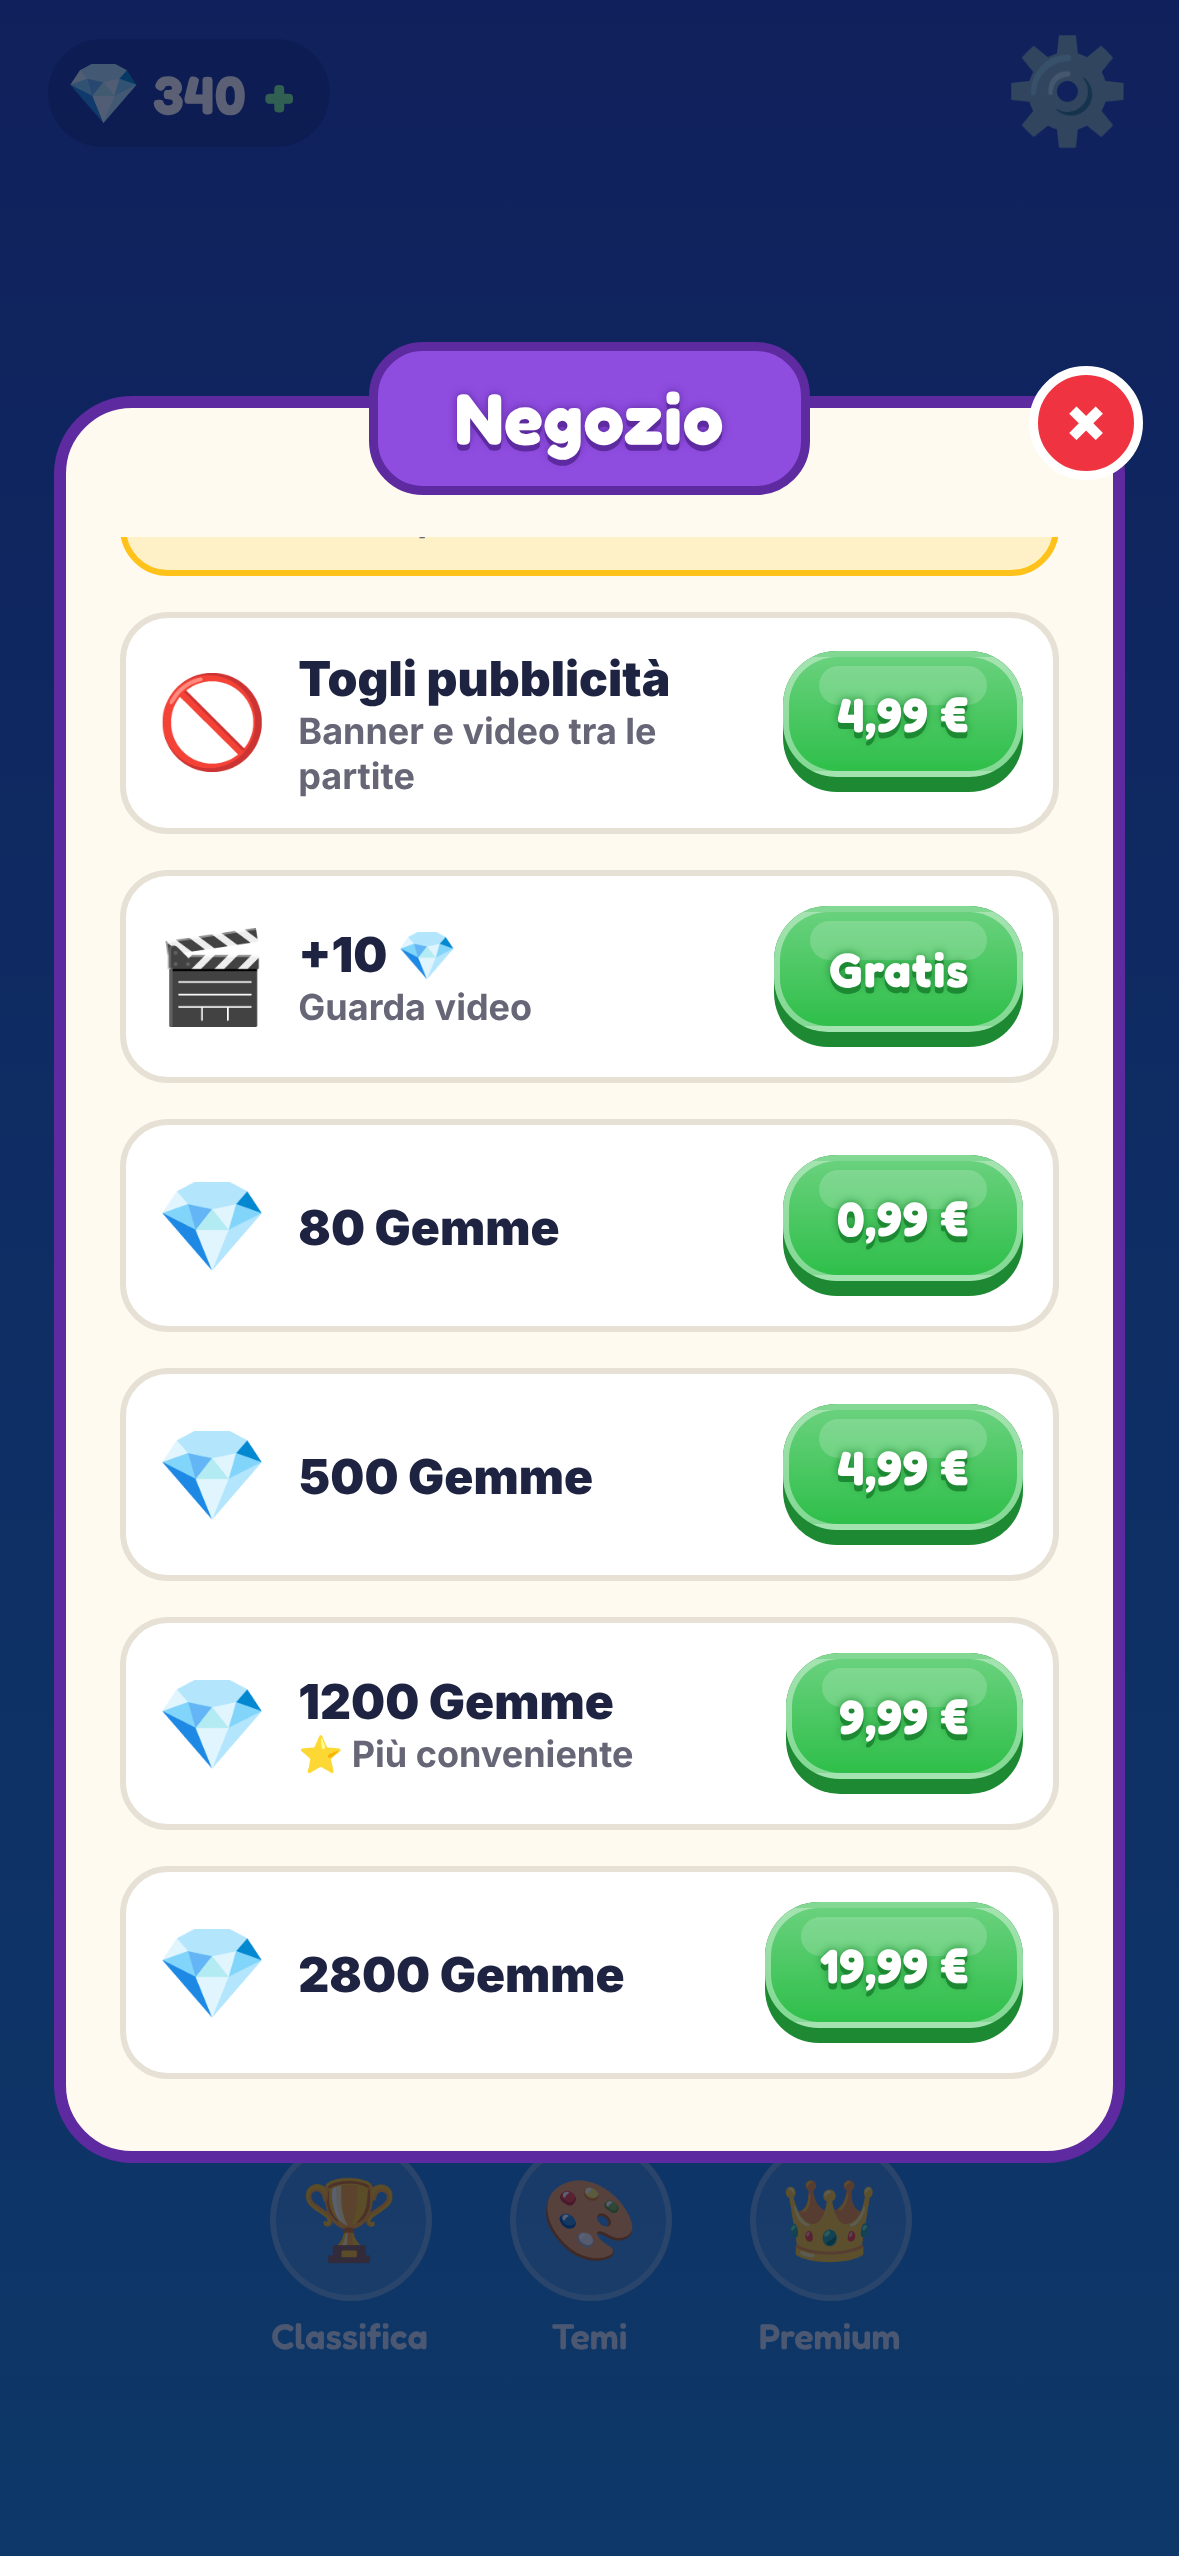 340 +
Negozio
Togli pubblicità
Banner e video tra le
partite
4,99 €
+10
Guarda video
Gratis
80 Gemme
0,99 €
500 Gemme
4,99 €
1200 Gemme
Più conveniente
9,99 €
2800 Gemme
19,99 €
Classifica
Temi
Premium